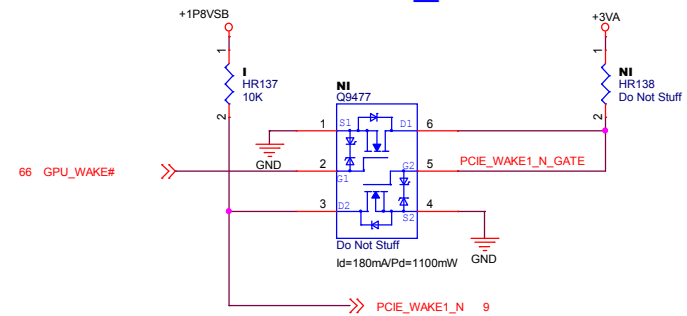 +1P8VSB
+3VA
1
1
I
HR137
10K
NI
HR138
Do Not Stuff
2
2
NI
Q9477
1 S1 D1 6
GND
66 GPU_WAKE# 2 G1 G2 5 PCIE_WAKE1_N_GATE
3 D2 S2 4
GND
Do Not Stuff
Id=180mA/Pd=1100mW
PCIE_WAKE1_N 9